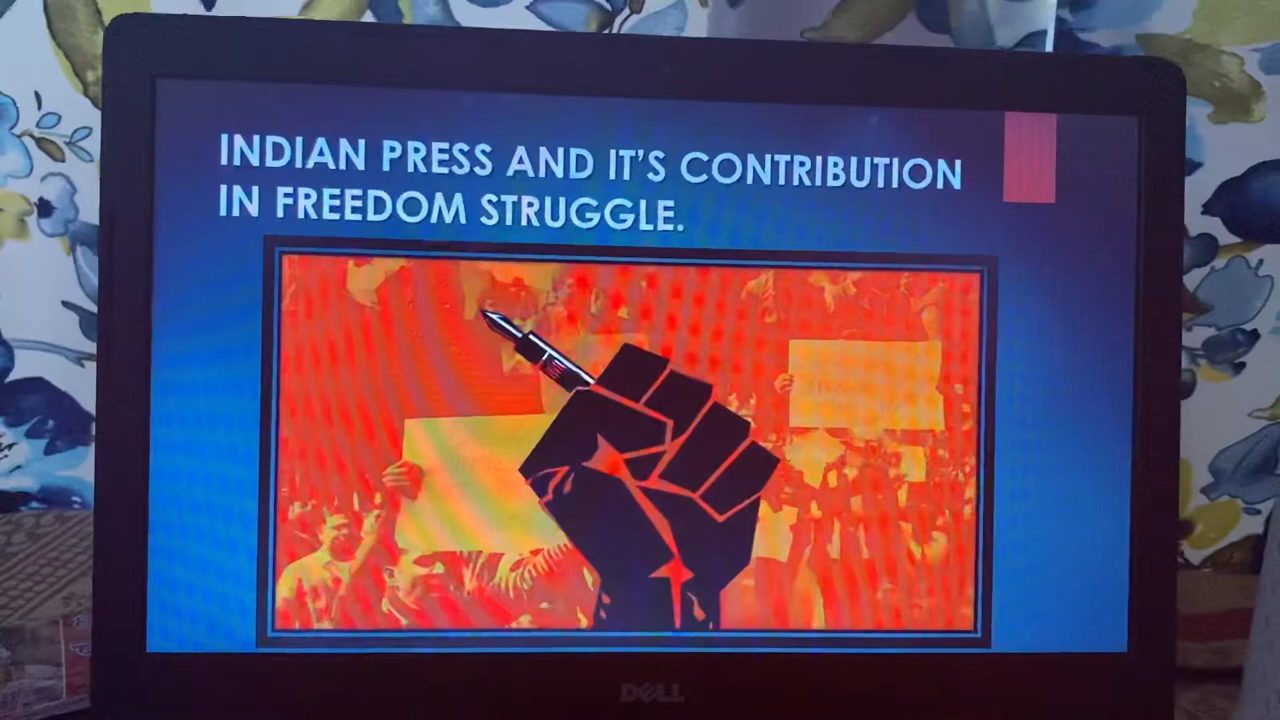 INDIAN PRESS AND IT'S CONTRIBUTION
IN FREEDOM STRUGGLE.
DELL